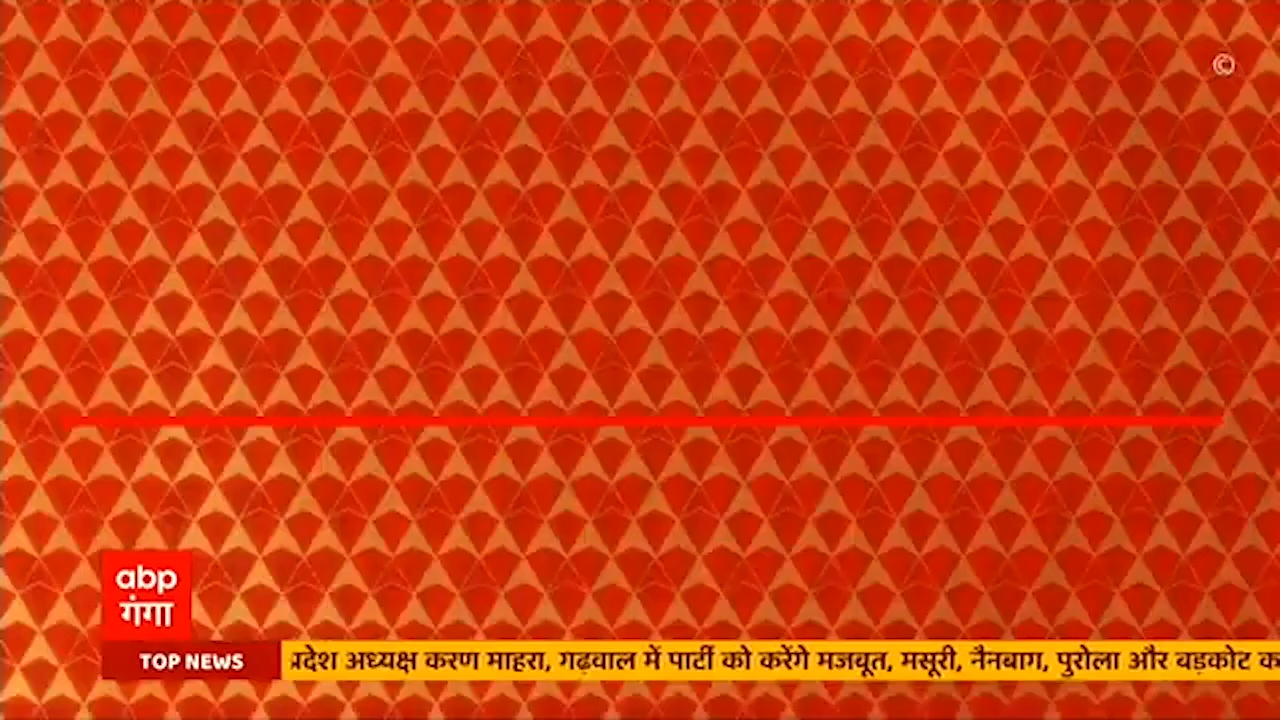 ©
abp
गंगा
TOP NEWS
प्रदेश अध्यक्ष करण माहरा, गढ़वाल में पार्टी को करेंगे मजबूत, मसूरी, नैनबाग, पुरोला और बड़कोट